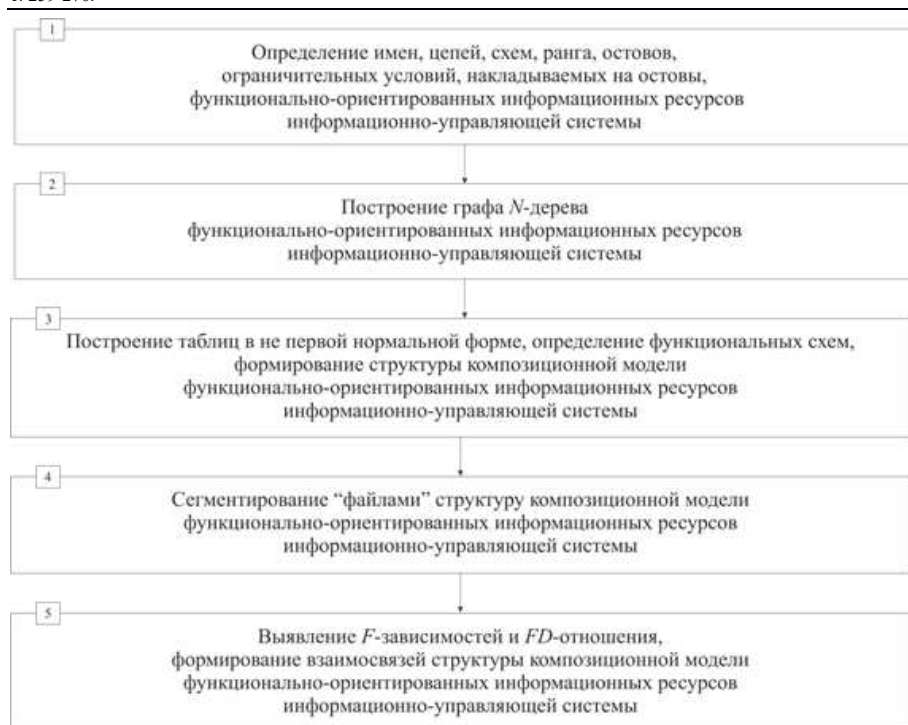 1
Определение имен, цепей, схем, ранга, остовов,
ограничительных условий, накладываемых на остовы,
функционально-ориентированных информационных ресурсов
информационно-управляющей системы
2
Построение графа N-дерева
функционально-ориентированных информационных ресурсов
информационно-управляющей системы
3
Построение таблиц в не первой нормальной форме, определение функциональных схем,
формирование структуры композиционной модели
функционально-ориентированных информационных ресурсов
информационно-управляющей системы
4
Сегментирование “файлами” структуру композиционной модели
функционально-ориентированных информационных ресурсов
информационно-управляющей системы
5
Выявление F-зависимостей и FD-отношения,
формирование взаимосвязей структуры композиционной модели
функционально-ориентированных информационных ресурсов
информационно-управляющей системы